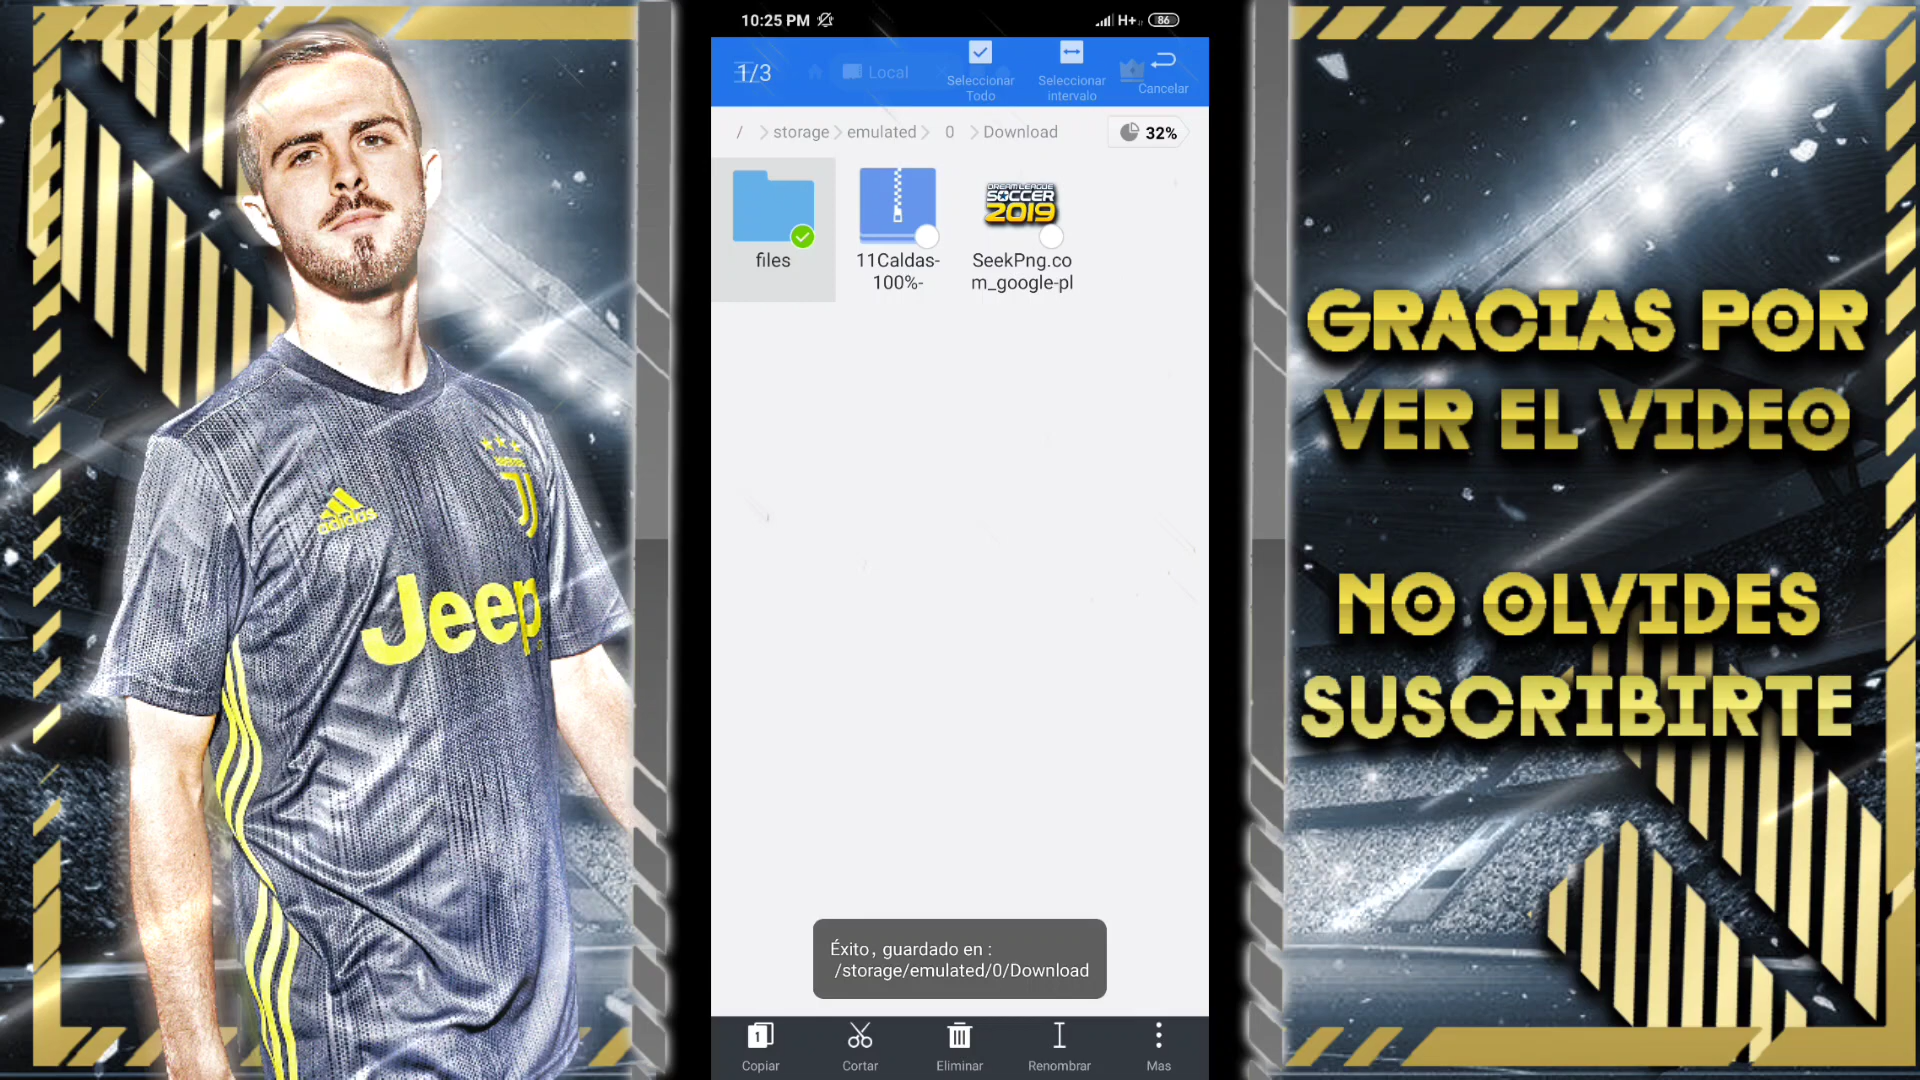 10:25 PM
H+
86
1/3
Local
Seleccionar
Todo
Seleccionar
intervalo
Cancelar
/ storage emulated 0 Download
32%
DREAM LEAGUE
SOCCER
2019
files
11Caldas-
100%-
SeekPng.co
m_google-pl
adidas
Jeep
GRACIAS POR
VER EL VIDEO
NO OLVIDES
SUSCRIBIRTE
Éxito, guardado en :
/storage/emulated/0/Download
1
Copiar
Cortar
Eliminar
Renombrar
Mas